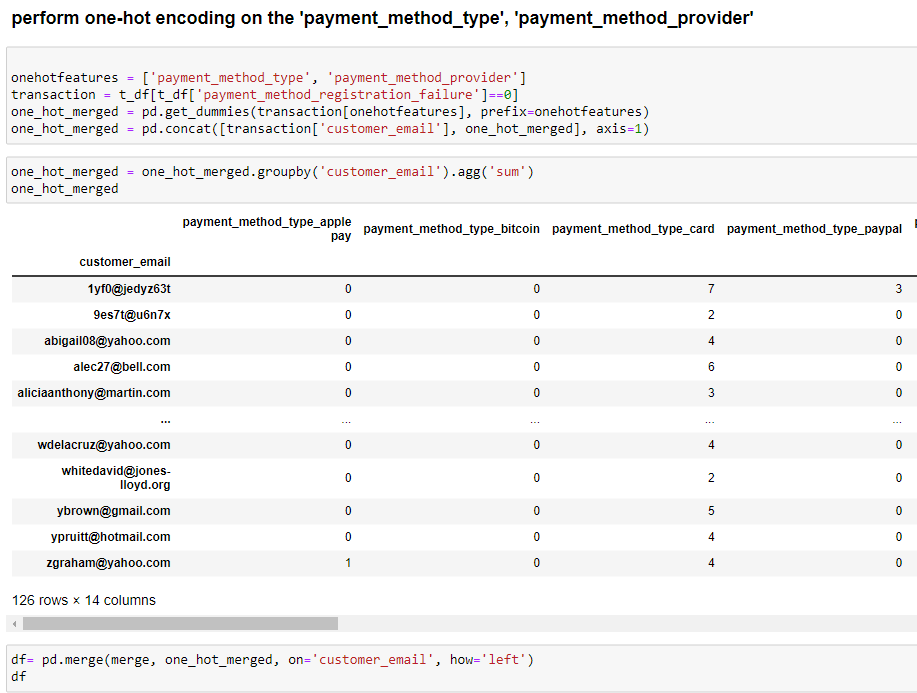 perform one-hot encoding on the 'payment_method_type', 'payment_method_provider'
onehotfeatures = ['payment_method_type', 'payment_method_provider']
transaction = t_df[t_df['payment_method_registration_failure']==0]
one_hot_merged = pd.get_dummies(transaction[onehotfeatures], prefix=onehotfeatures)
one_hot_merged = pd.concat([transaction['customer_email'], one_hot_merged], axis=1)
one_hot_merged = one_hot_merged.groupby('customer_email').agg('sum')
one_hot_merged
payment_method_type_apple
pay payment_method_type_bitcoin payment_method_type_card payment_method_type_paypal
customer_email
1yf0@jedyz63t 0 0 7 3
9es7t@u6n7x 0 0 2 0
abigail08@yahoo.com 0 0 4 0
alec27@bell.com 0 0 6 0
aliciaanthony@martin.com 0 0 3 0
... ... ... ... ...
wdelacruz@yahoo.com 0 0 4 0
whitedavid@jones-
lloyd.org 0 0 2 0
ybrown@gmail.com 0 0 5 0
ypruitt@hotmail.com 0 0 4 0
zgraham@yahoo.com 1 0 4 0
126 rows × 14 columns
df= pd.merge(merge, one_hot_merged, on='customer_email', how='left')
df